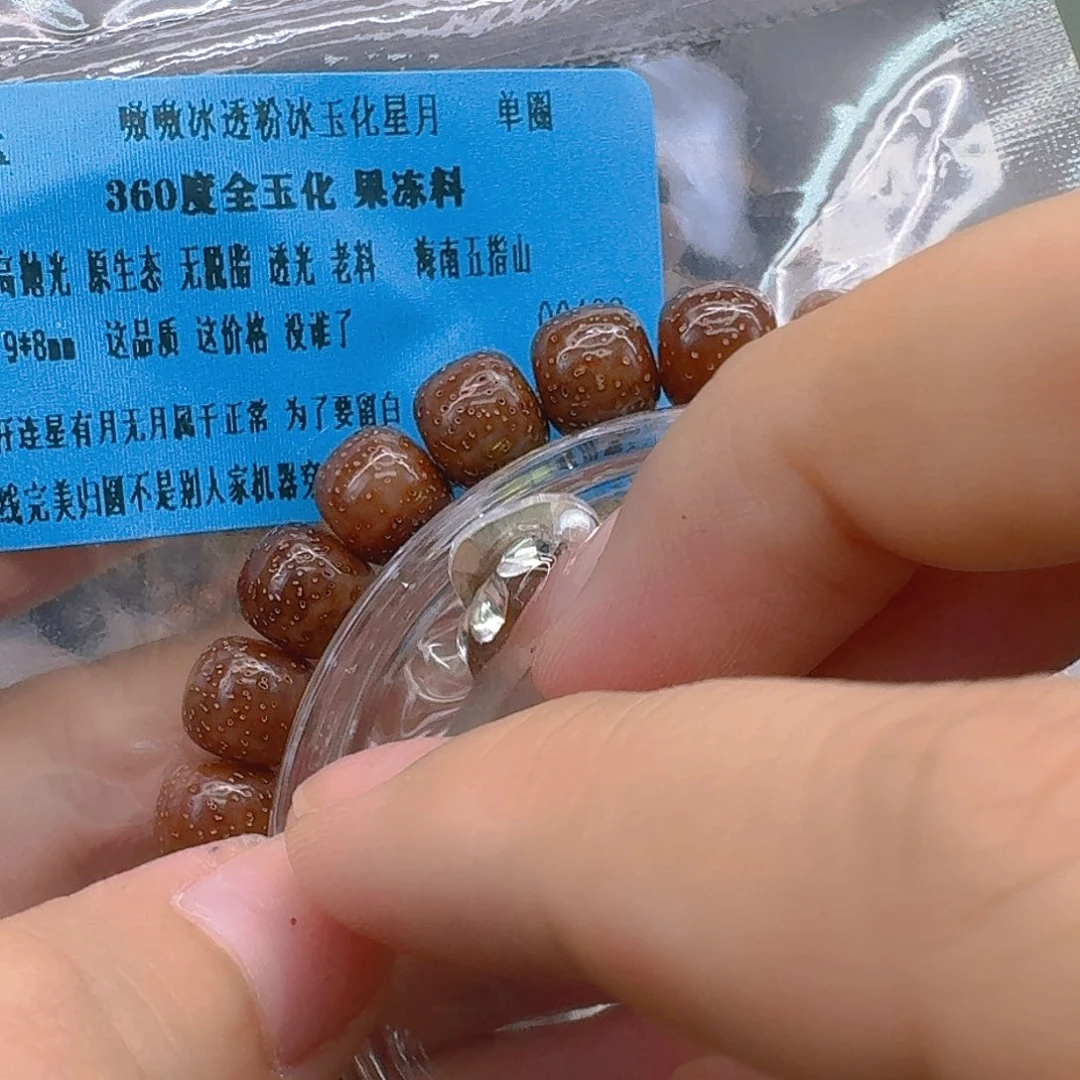 嗷嗷冰透粉冰玉化星月 单圈
360度全玉化 果冻料
高抛光 原生态 无脱脂 透光 老料 海南五指山
9*8mm 这品质 这价格 没谁了
开连星有月无月属于正常 为了要留白
线完美归圆不是别人家机器